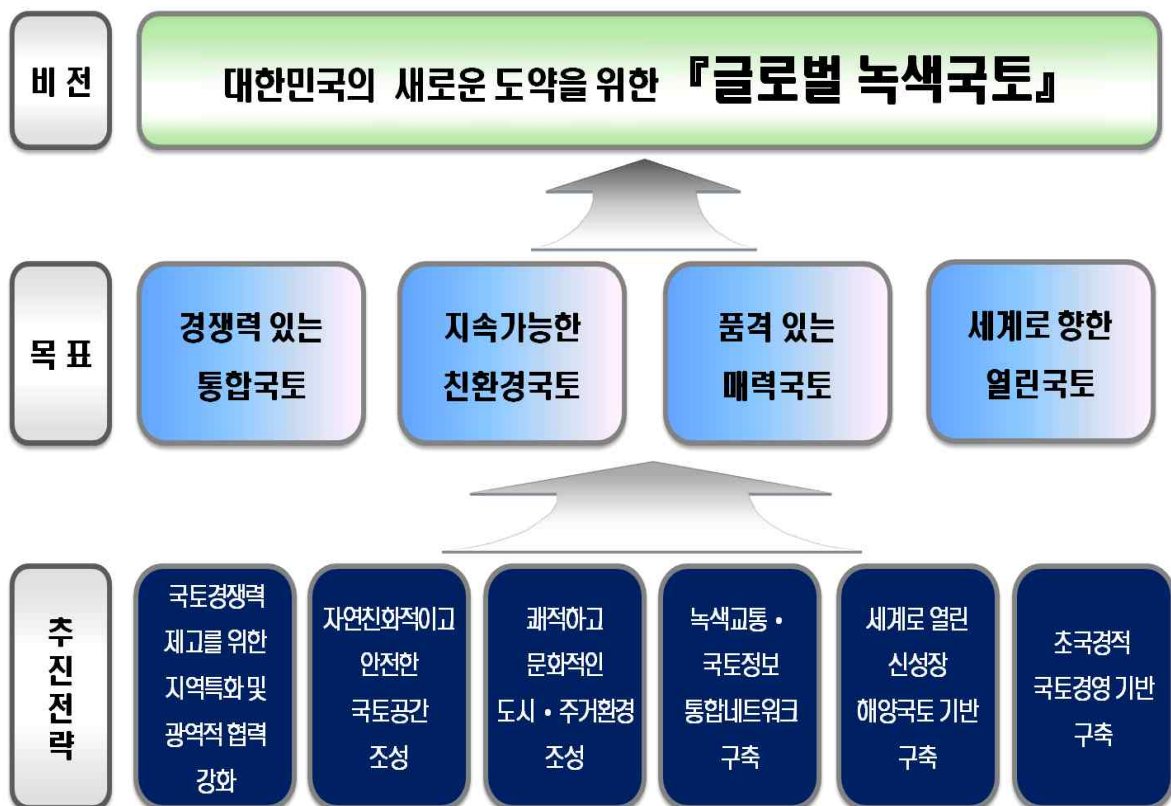 비 전
대한민국의 새로운 도약을 위한 『글로벌 녹색국토』
목 표
경쟁력 있는
통합국토
지속가능한
친환경국토
품격 있는
매력국토
세계로 향한
열린국토
추진전략
국토경쟁력
제고를 위한
지역특화 및
광역적 협력
강화
자연친화적이고
안전한
국토공간
조성
쾌적하고
문화적인
도시 • 주거환경
조성
녹색교통 •
국토정보
통합네트워크
구축
세계로 열린
신성장
해양국토 기반
구축
초국경적
국토경영 기반
구축